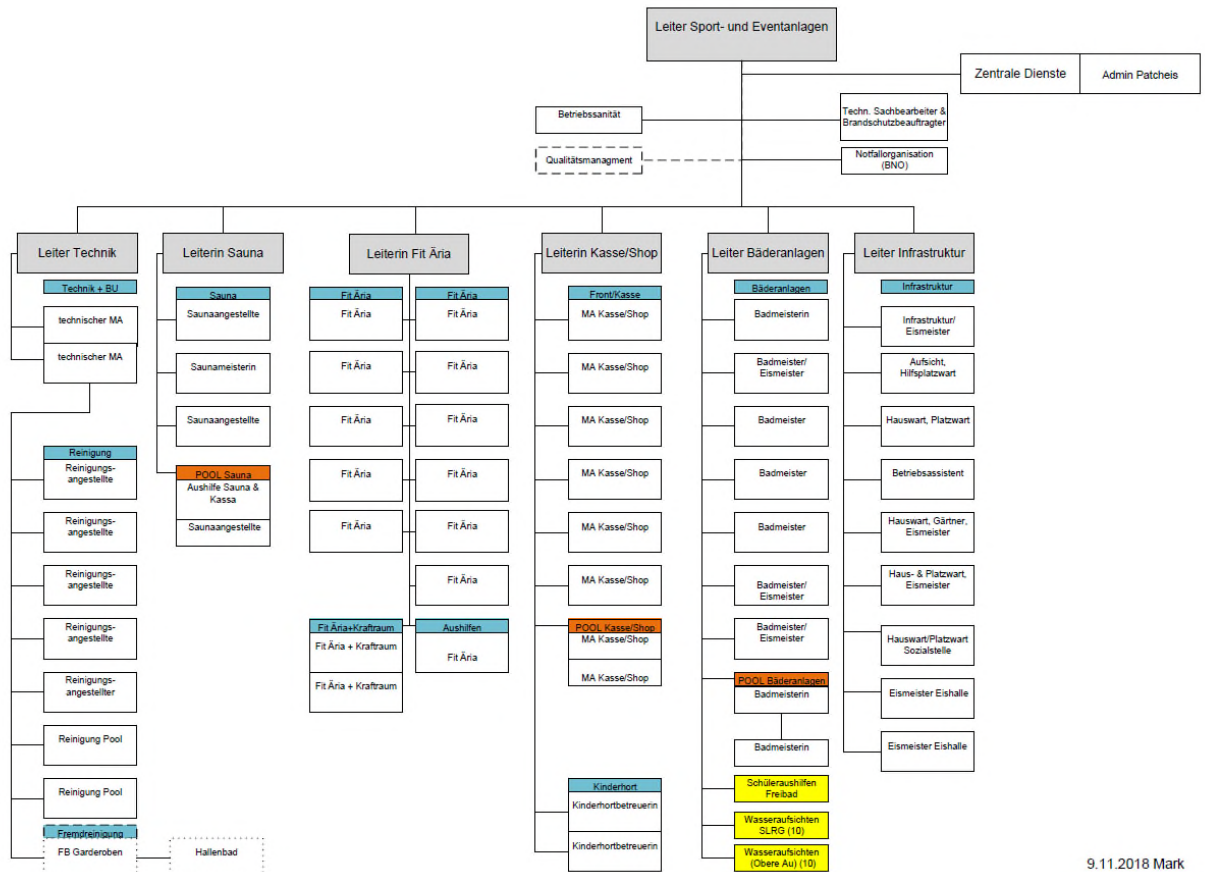 Leiter Sport- und Eventanlagen
Zentrale Dienste
Admin Patcheis
Betriebssanität
Techn. Sachbearbeiter &
Brandschutzbeauftragter
Qualitätsmanagment
Notfallorganisation
(BNO)
Leiter Technik
Technik + BU
technischer MA
technischer MA
Reinigung
Reinigungs-
angestellte
Reinigungs-
angestellte
Reinigungs-
angestellte
Reinigungs-
angestellte
Reinigungs-
angestellter
Reinigung Pool
Reinigung Pool
Fremdreinigung
FB Garderoben
Hallenbad
Leiterin Sauna
Sauna
Saunaangestellte
Saunameisterin
Saunaangestellte
POOL Sauna
Aushilfe Sauna &
Kassa
Saunaangestellte
Leiterin Fit Äria
Fit Äria
Fit Äria
Fit Äria
Fit Äria
Fit Äria
Fit Äria
Fit Äria+Kraftraum
Fit Äria + Kraftraum
Fit Äria + Kraftraum
Fit Äria
Fit Äria
Fit Äria
Fit Äria
Fit Äria
Fit Äria
Fit Äria
Aushilfen
Fit Äria
Leiterin Kasse/Shop
Front/Kasse
MA Kasse/Shop
MA Kasse/Shop
MA Kasse/Shop
MA Kasse/Shop
MA Kasse/Shop
MA Kasse/Shop
POOL Kasse/Shop
MA Kasse/Shop
MA Kasse/Shop
Kinderhort
Kinderhortbetreuerin
Kinderhortbetreuerin
Leiter Bäderanlagen
Bäderanlagen
Badmeisterin
Badmeister/
Eismeister
Badmeister
Badmeister
Badmeister
Badmeister/
Eismeister
Badmeister/
Eismeister
POOL Bäderanlagen
Badmeisterin
Badmeisterin
Schüleraushilfen
Freibad
Wasseraufsichten
SLRG (10)
Wasseraufsichten
(Obere Au) (10)
Leiter Infrastruktur
Infrastruktur
Infrastruktur/
Eismeister
Aufsicht,
Hilfsplatzwart
Hauswart, Platzwart
Betriebsassistent
Hauswart, Gärtner,
Eismeister
Haus- & Platzwart,
Eismeister
Hauswart/Platzwart
Sozialstelle
Eismeister Eishalle
Eismeister Eishalle
9.11.2018 Mark